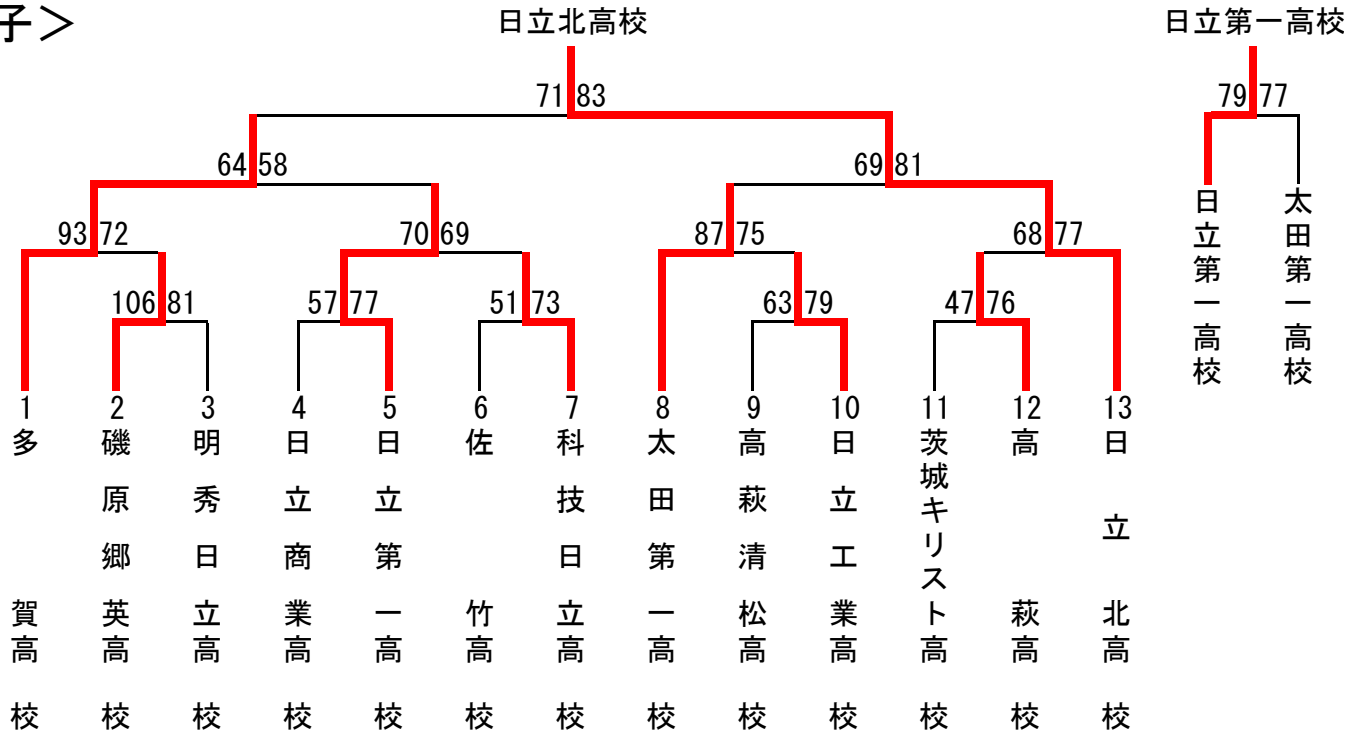 子＞
日立北高校
日立第一高校
71 83
79 77
64 58
69 81
93 72
70 69
87 75
68 77
106 81
57 77
51 73
63 79
47 76
日立第一高校
太田第一高校
1
多賀高校
2
磯原郷英高校
3
明秀日立高校
4
日立商業高校
5
日立第一高校
6
佐竹高校
7
科技日立高校
8
太田第一高校
9
高萩清松高校
10
日立工業高校
11
茨城キリスト高校
12
高萩高校
13
日立北高校